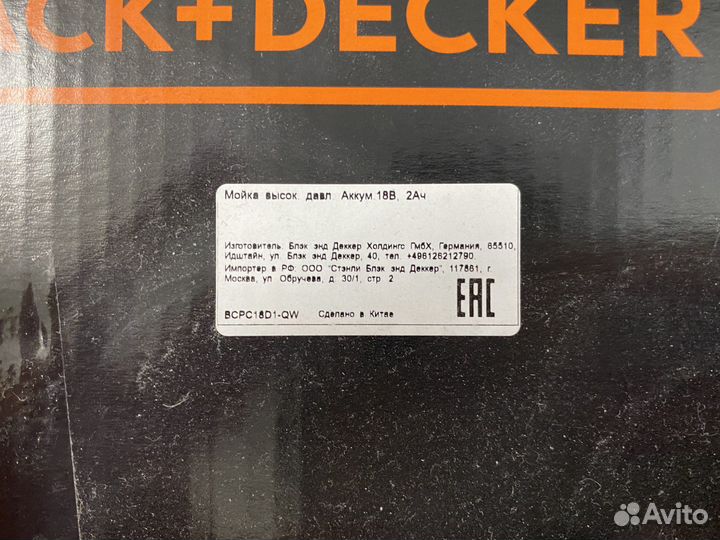 ACK+DECKER
Мойка высок. давл. Аккум.18В, 2Ач
Изготовитель: Блэк энд Деккер Холдингс ГмбХ, Германия, 65510,
Идштайн, ул. Блэк энд Деккер, 40, тел. +496126212790.
Импортер в РФ: ООО "Стэнли Блэк энд Деккер", 117861, г.
Москва, ул. Обручева, д. 30/1, стр. 2
ЕАС
BCPC18D1-QW Сделано в Китае
Avito